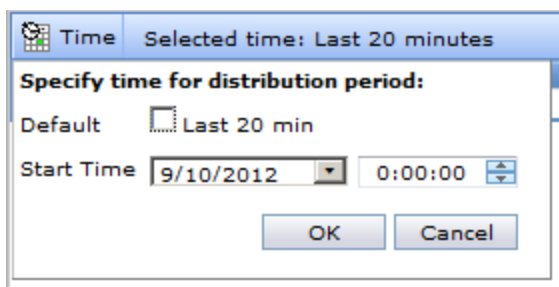 Time Selected time: Last 20 minutes
Specify time for distribution period:
Default Last 20 min
Start Time 9/10/2012 0:00:00
OK Cancel